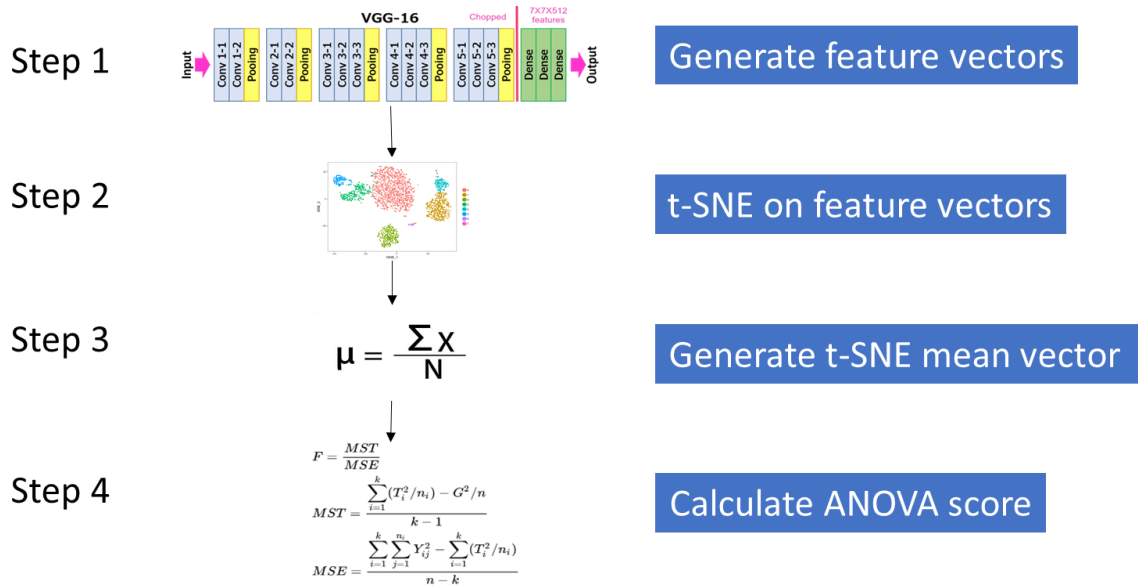 VGG-16
Chopped
7X7X512
features
Step 1
Input
Conv 1-1
Conv 1-2
Pooing
Conv 2-1
Conv 2-2
Pooing
Conv 3-1
Conv 3-2
Conv 3-3
Pooing
Conv 4-1
Conv 4-2
Conv 4-3
Pooing
Conv 5-1
Conv 5-2
Conv 5-3
Pooing
Dense
Dense
Dense
Output
Generate feature vectors
Step 2
t-SNE on feature vectors
Step 3
μ = ∑ X / N
Generate t-SNE mean vector
Step 4
F = MST / MSE
MST = (∑_{i=1}^{k} (T_i^2/n_i) − G^2/n) / (k − 1)
MSE = (∑_{i=1}^{k} ∑_{j=1}^{n_i} Y_{ij}^2 − ∑_{i=1}^{k} (T_i^2/n_i)) / (n − k)
Calculate ANOVA score